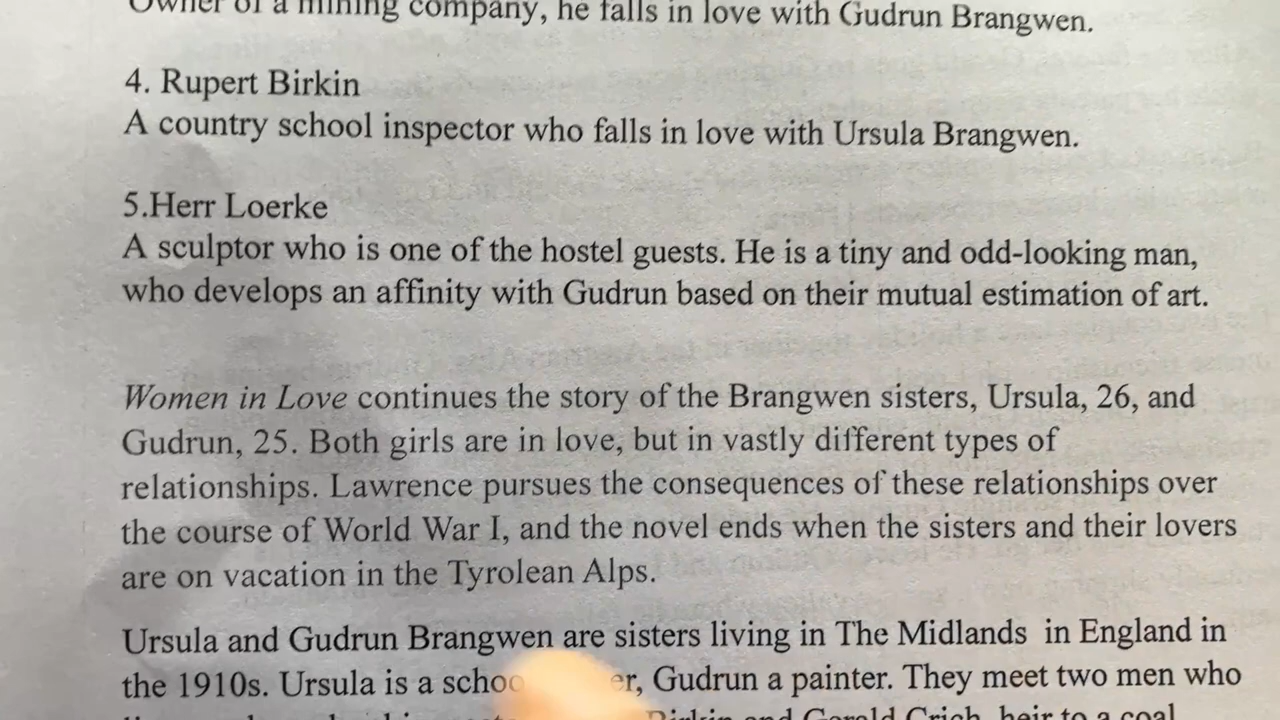 Owner of a mining company, he falls in love with Gudrun Brangwen.
4. Rupert Birkin
A country school inspector who falls in love with Ursula Brangwen.
5.Herr Loerke
A sculptor who is one of the hostel guests. He is a tiny and odd-looking man,
who develops an affinity with Gudrun based on their mutual estimation of art.
Women in Love continues the story of the Brangwen sisters, Ursula, 26, and
Gudrun, 25. Both girls are in love, but in vastly different types of
relationships. Lawrence pursues the consequences of these relationships over
the course of World War I, and the novel ends when the sisters and their lovers
are on vacation in the Tyrolean Alps.
Ursula and Gudrun Brangwen are sisters living in The Midlands in England in
the 1910s. Ursula is a Gudrun a painter. They meet two men who
Birkin and Gerald Crich, heir to a coal